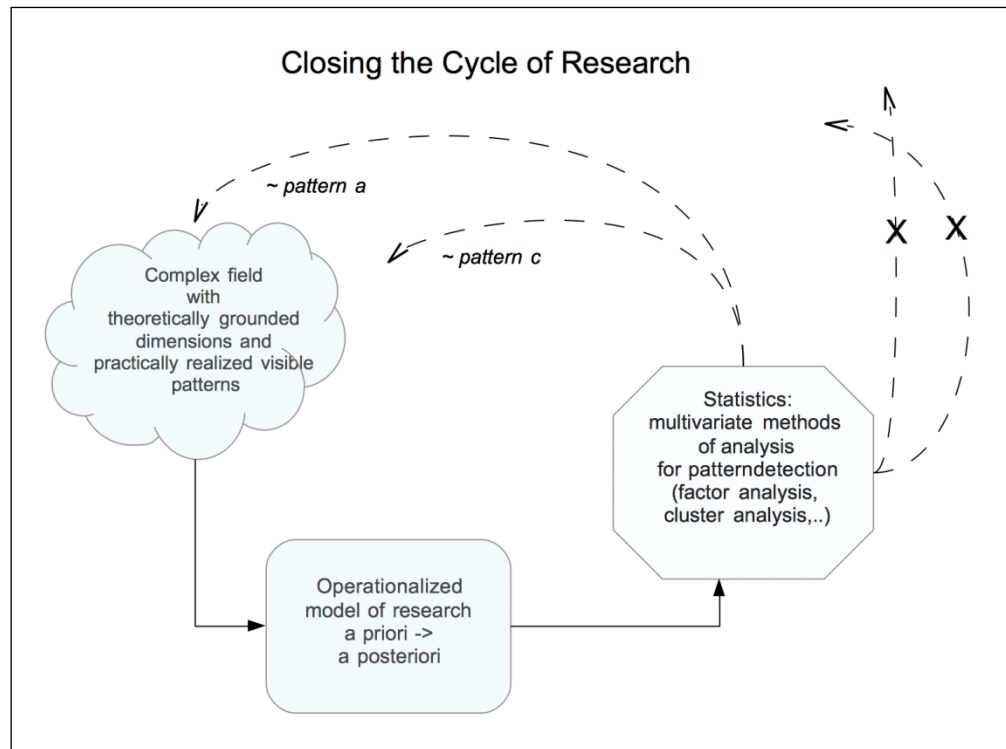 Closing the Cycle of Research
~ pattern a
~ pattern c
X X
Complex field
with
theoretically grounded
dimensions and
practically realized visible
patterns
Statistics:
multivariate methods
of analysis
for patterndetection
(factor analysis,
cluster analysis,..)
Operationalized
model of research
a priori ->
a posteriori